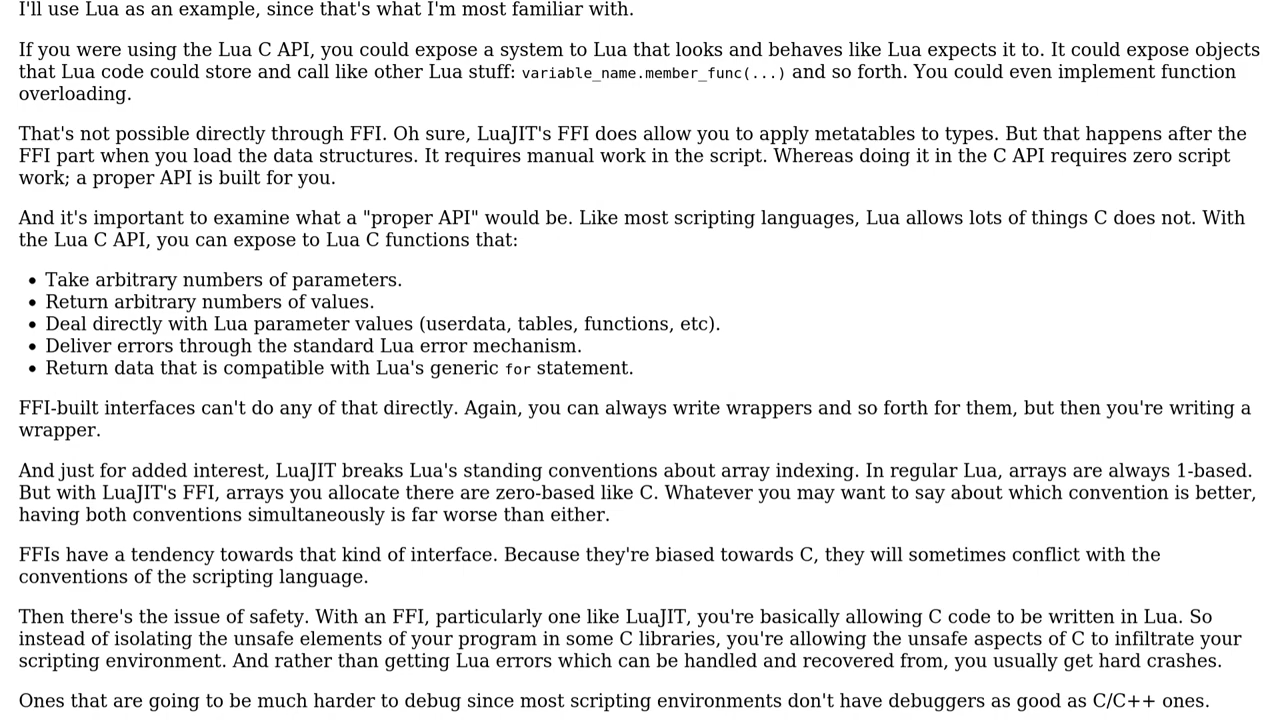 I'll use Lua as an example, since that's what I'm most familiar with.
If you were using the Lua C API, you could expose a system to Lua that looks and behaves like Lua expects it to. It could expose objects
that Lua code could store and call like other Lua stuff: variable_name.member_func(...) and so forth. You could even implement function
overloading.
That's not possible directly through FFI. Oh sure, LuaJIT's FFI does allow you to apply metatables to types. But that happens after the
FFI part when you load the data structures. It requires manual work in the script. Whereas doing it in the C API requires zero script
work; a proper API is built for you.
And it's important to examine what a "proper API" would be. Like most scripting languages, Lua allows lots of things C does not. With
the Lua C API, you can expose to Lua C functions that:
• Take arbitrary numbers of parameters.
• Return arbitrary numbers of values.
• Deal directly with Lua parameter values (userdata, tables, functions, etc).
• Deliver errors through the standard Lua error mechanism.
• Return data that is compatible with Lua's generic for statement.
FFI-built interfaces can't do any of that directly. Again, you can always write wrappers and so forth for them, but then you're writing a
wrapper.
And just for added interest, LuaJIT breaks Lua's standing conventions about array indexing. In regular Lua, arrays are always 1-based.
But with LuaJIT's FFI, arrays you allocate there are zero-based like C. Whatever you may want to say about which convention is better,
having both conventions simultaneously is far worse than either.
FFIs have a tendency towards that kind of interface. Because they're biased towards C, they will sometimes conflict with the
conventions of the scripting language.
Then there's the issue of safety. With an FFI, particularly one like LuaJIT, you're basically allowing C code to be written in Lua. So
instead of isolating the unsafe elements of your program in some C libraries, you're allowing the unsafe aspects of C to infiltrate your
scripting environment. And rather than getting Lua errors which can be handled and recovered from, you usually get hard crashes.
Ones that are going to be much harder to debug since most scripting environments don't have debuggers as good as C/C++ ones.